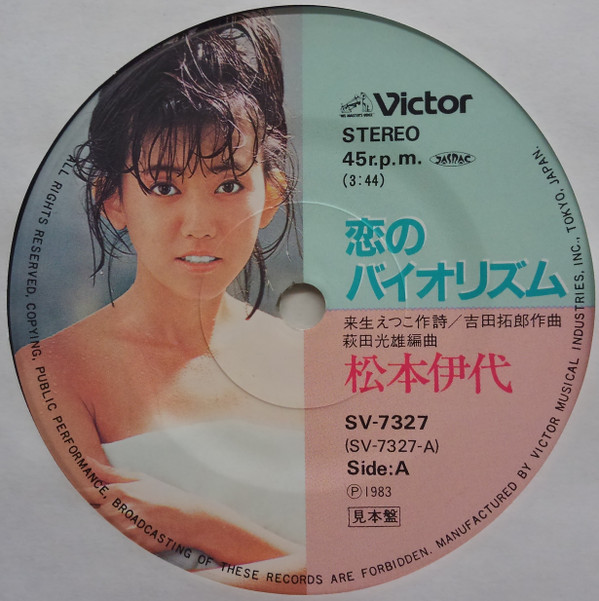 Victor
STEREO
45r.p.m. JASRAC
(3:44)
恋の
バイオリズム
来生えつこ作詩／吉田拓郎作曲
萩田光雄編曲
松本伊代
SV-7327
(SV-7327-A)
Side:A
Ⓟ1983
見本盤
ALL RIGHTS RESERVED, COPYING, PUBLIC PERFORMANCE, BROADCASTING OF THESE RECORDS ARE FORBIDDEN. MANUFACTURED BY VICTOR MUSICAL INDUSTRIES, INC., TOKYO, JAPAN.